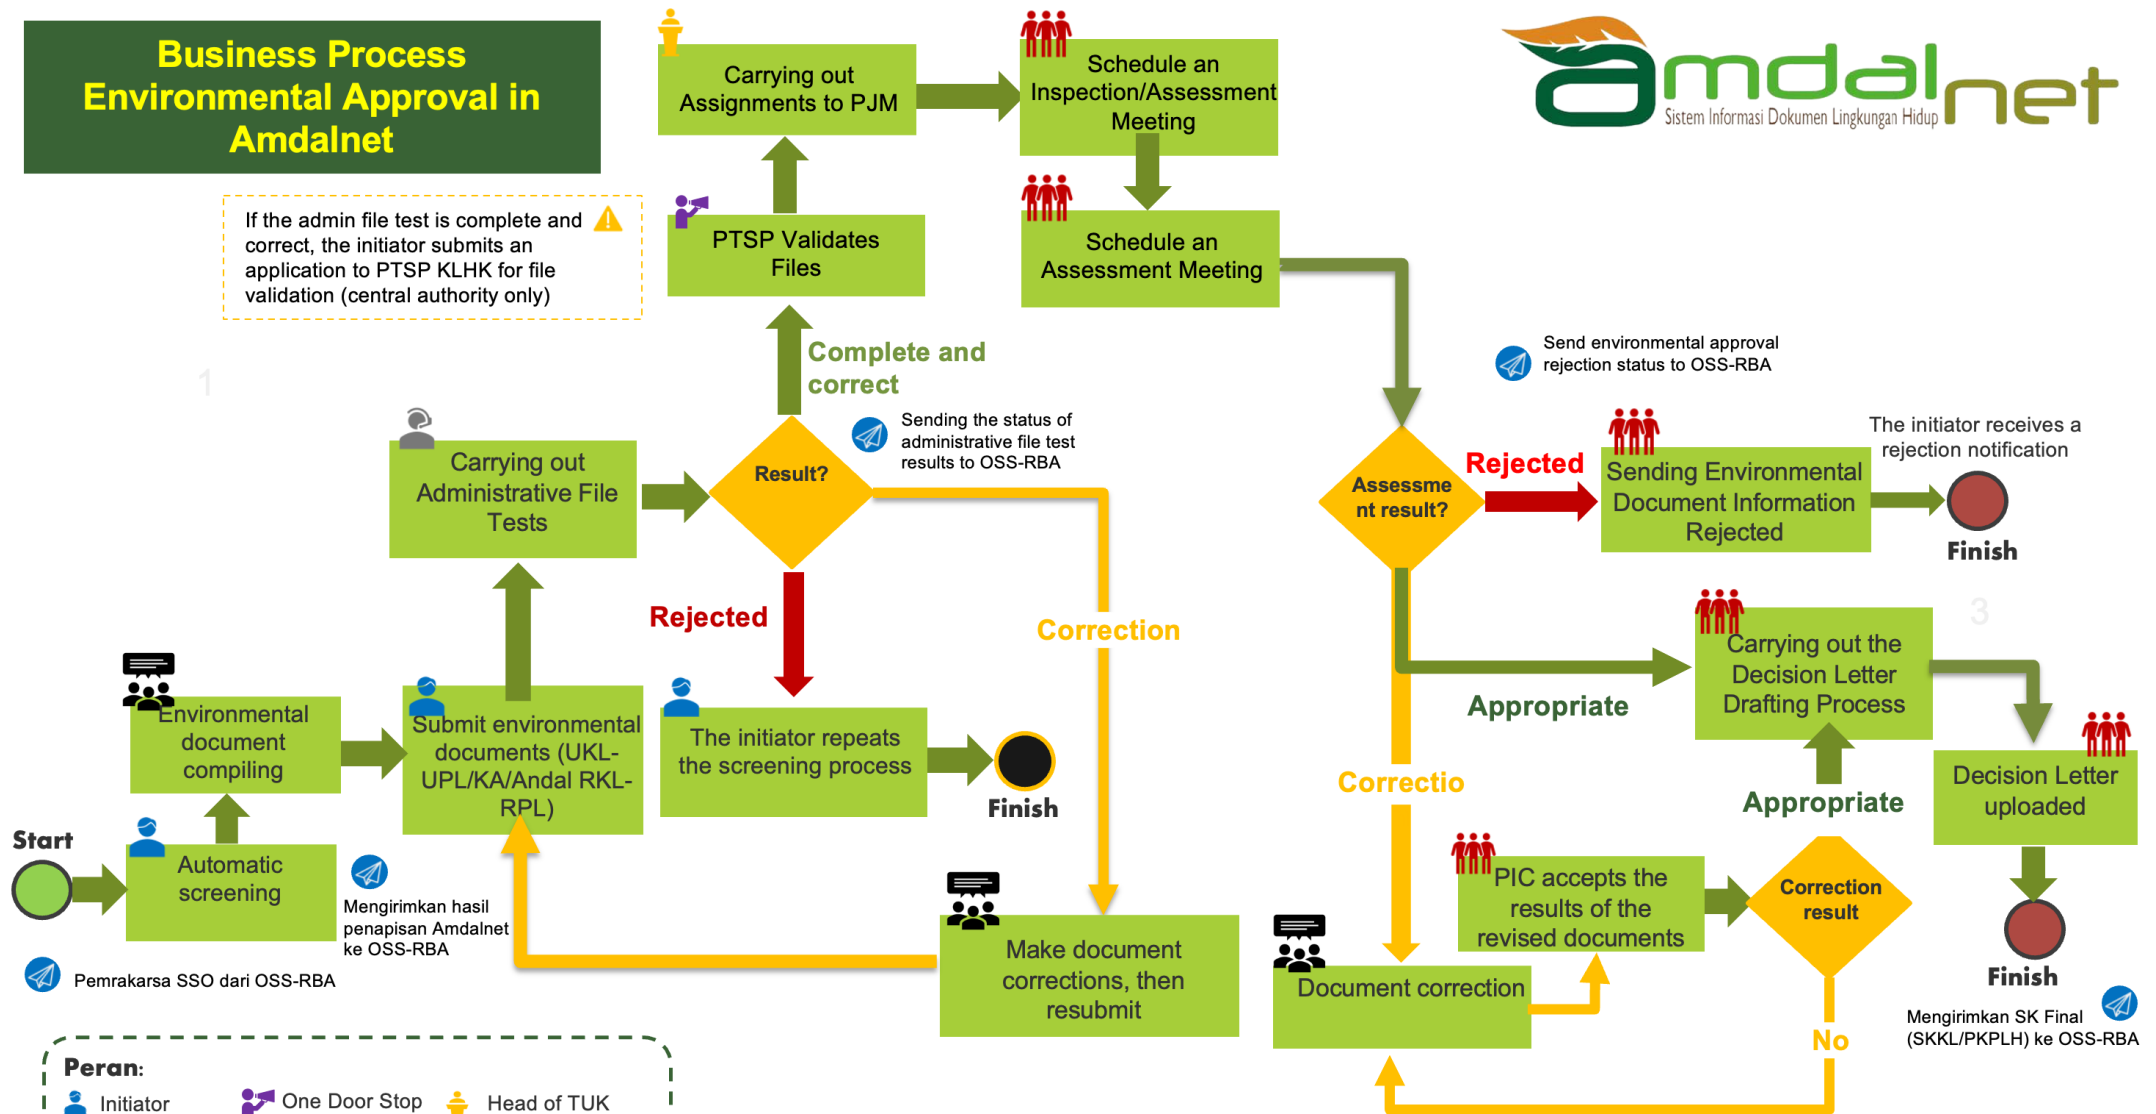 Business Process
Environmental Approval in
Amdalnet
amdalnet
Sistem Informasi Dokumen Lingkungan Hidup
Carrying out
Assignments to PJM
Schedule an
Inspection/Assessment
Meeting
If the admin file test is complete and
correct, the initiator submits an
application to PTSP KLHK for file
validation (central authority only)
PTSP Validates
Files
Schedule an
Assessment Meeting
Complete and
correct
Send environmental approval
rejection status to OSS-RBA
1
Sending the status of
administrative file test
results to OSS-RBA
Carrying out
Administrative File
Tests
Result?
Assessme
nt result?
Rejected
Sending Environmental
Document Information
Rejected
The initiator receives a
rejection notification
Finish
Rejected
Correction
3
Carrying out the
Decision Letter
Drafting Process
Appropriate
Environmental
document
compiling
Submit environmental
documents (UKL-
UPL/KA/Andal RKL-
RPL)
The initiator repeats
the screening process
Finish
Correctio
Appropriate
Decision Letter
uploaded
Start
Automatic
screening
Mengirimkan hasil
penapisan Amdalnet
ke OSS-RBA
Pemrakarsa SSO dari OSS-RBA
Make document
corrections, then
resubmit
PIC accepts the
results of the
revised documents
Correction
result
Document correction
Finish
Mengirimkan SK Final
(SKKL/PKPLH) ke OSS-RBA
No
Peran:
Initiator
One Door Stop
Head of TUK